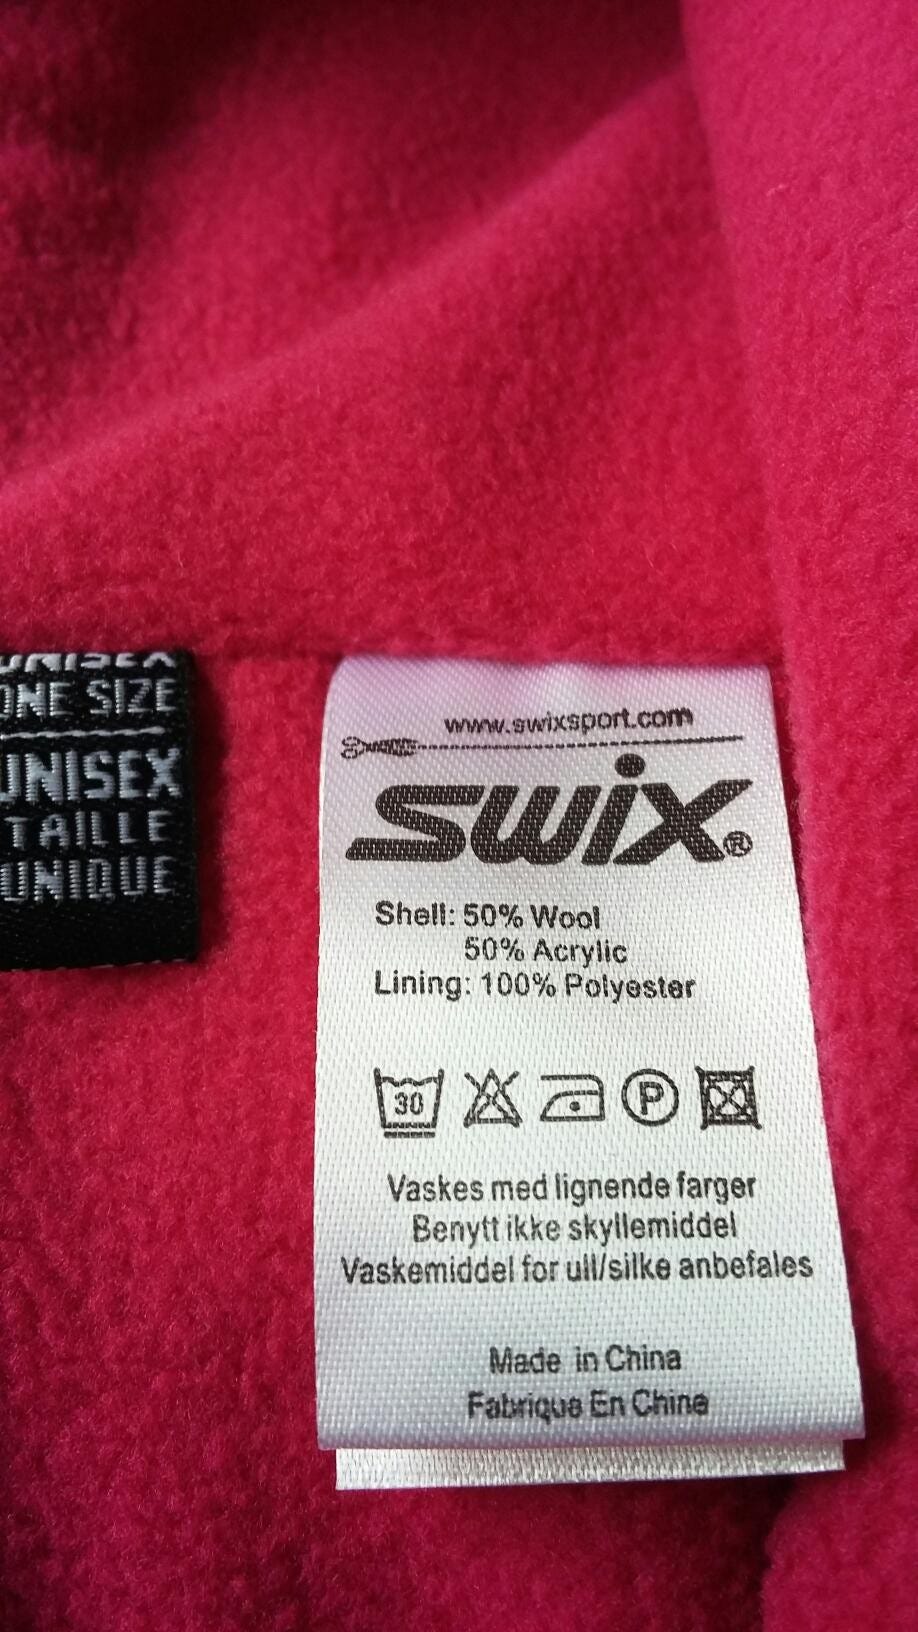 UNISEX
ONE SIZE
UNISEX
TAILLE
UNIQUE
www.swixsport.com
swix®
Shell: 50% Wool
50% Acrylic
Lining: 100% Polyester
30 P
Vaskes med lignende farger
Benytt ikke skyllemiddel
Vaskemiddel for ull/silke anbefales
Made in China
Fabrique En Chine